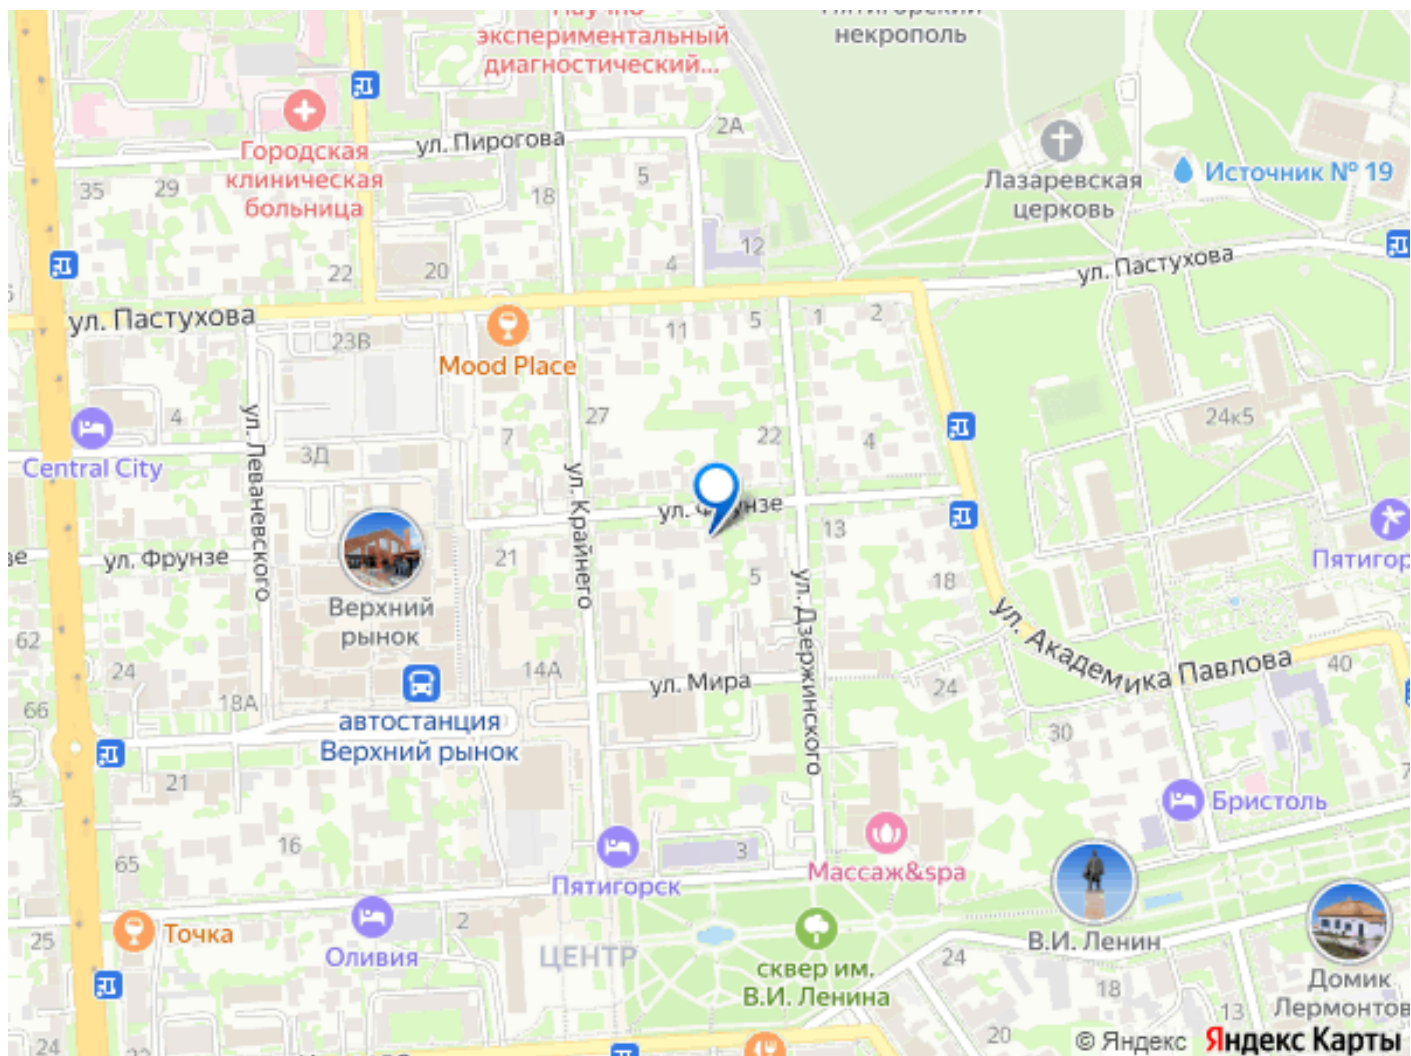 экспериментальный
диагностический...
некрополь
2А
ул. Пирогова
Городская
клиническая
больница
35
29
18
5
Лазаревская
церковь
Источник № 19
12
4
20
22
ул. Пастухова
ул. Пастухова
23В
Mood Place
11
5
1
2
27
4
7
22
4
24к5
Central City
3Д
ул. Леваневского
ул. Крайнего
13
21
ул. Фрунзе
Верхний
рынок
5
18
ул. Дзержинского
ул. Академика Павлова
40
62
24
14А
ул. Мира
24
66
18А
автостанция
Верхний рынок
30
21
Бристоль
16
65
Пятигорск
3
Массаж&spa
Точка
25
Оливия
2
ЦЕНТР
сквер им.
В.И. Ленина
В.И. Ленин
24
18
13
20
24
Домик
© Яндекс Яндекс Карты